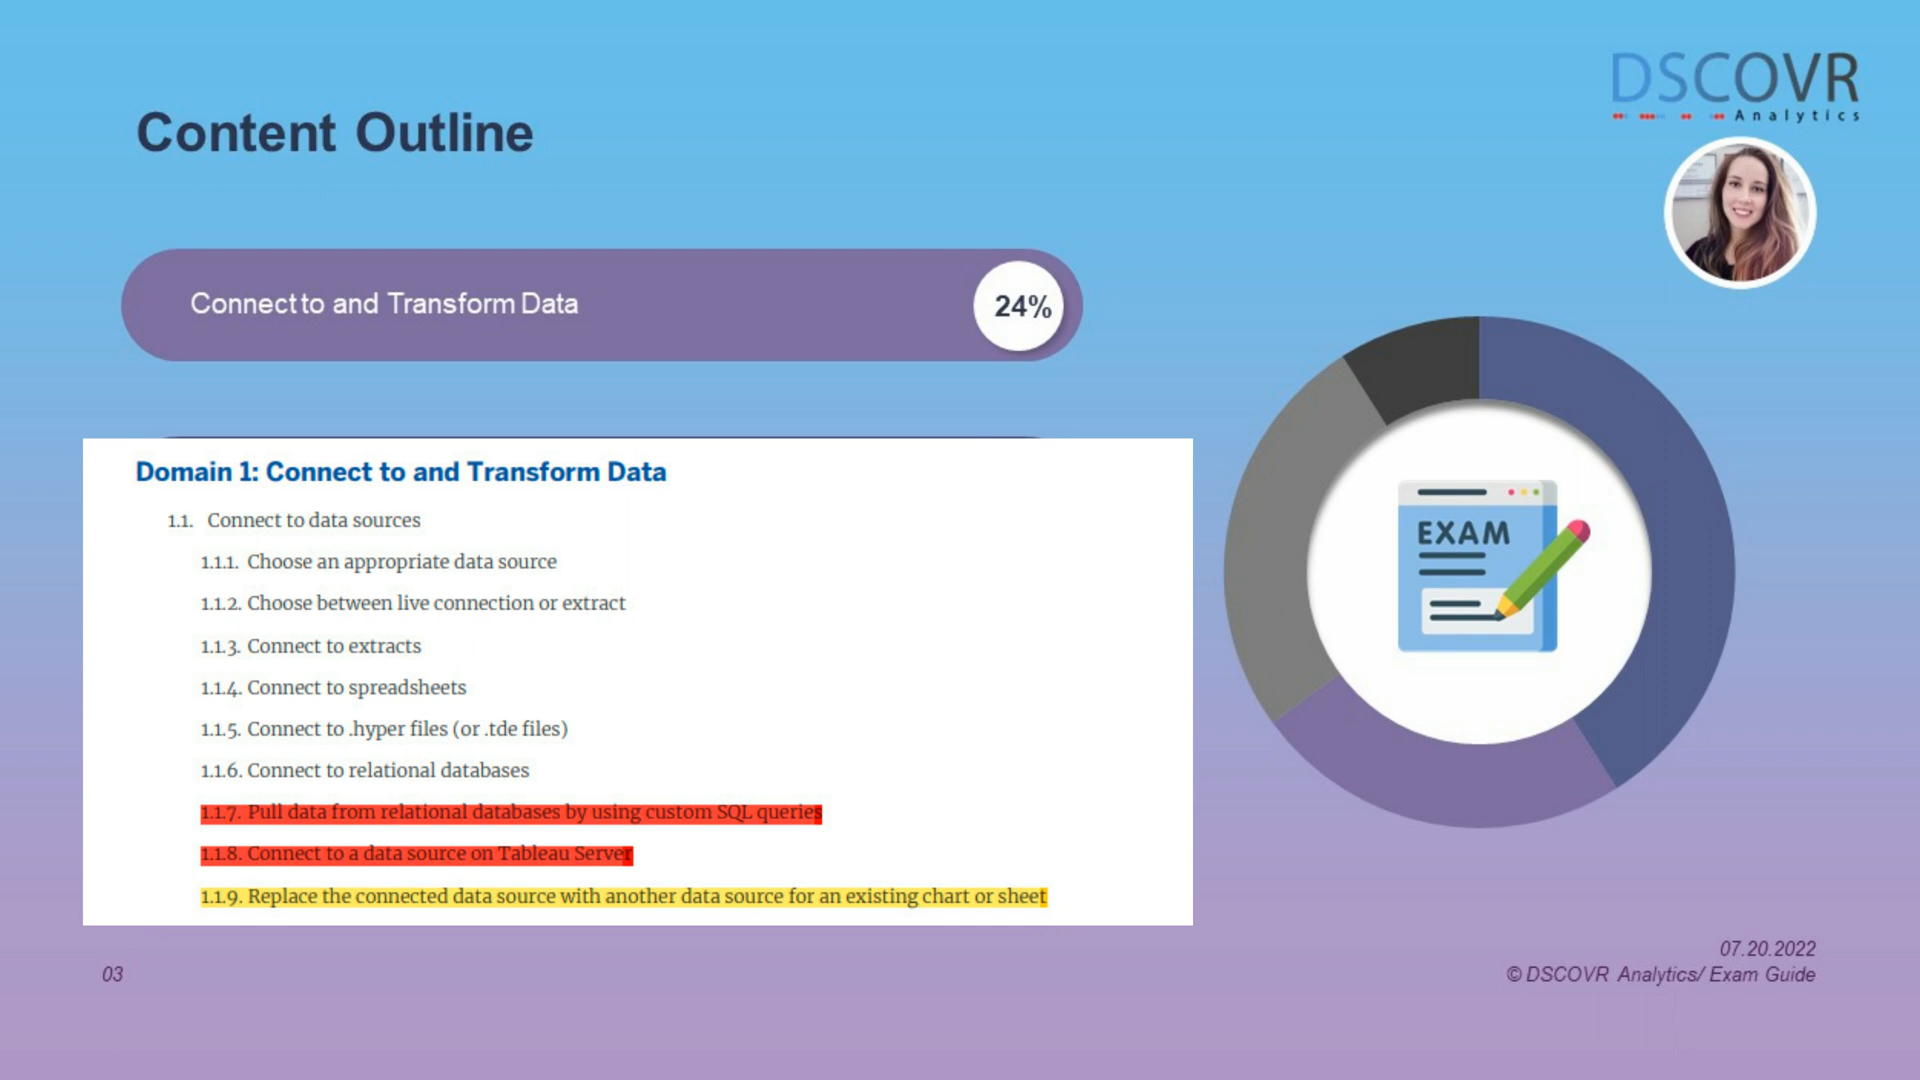 DSCOVR
Analytics
Content Outline
Connect to and Transform Data
24%
Domain 1: Connect to and Transform Data
1.1. Connect to data sources
1.1.1. Choose an appropriate data source
1.1.2. Choose between live connection or extract
1.1.3. Connect to extracts
1.1.4. Connect to spreadsheets
1.1.5. Connect to .hyper files (or .tde files)
1.1.6. Connect to relational databases
1.1.7. Pull data from relational databases by using custom SQL queries
1.1.8. Connect to a data source on Tableau Server
1.1.9. Replace the connected data source with another data source for an existing chart or sheet
EXAM
07.20.2022
03
© DSCOVR Analytics/ Exam Guide